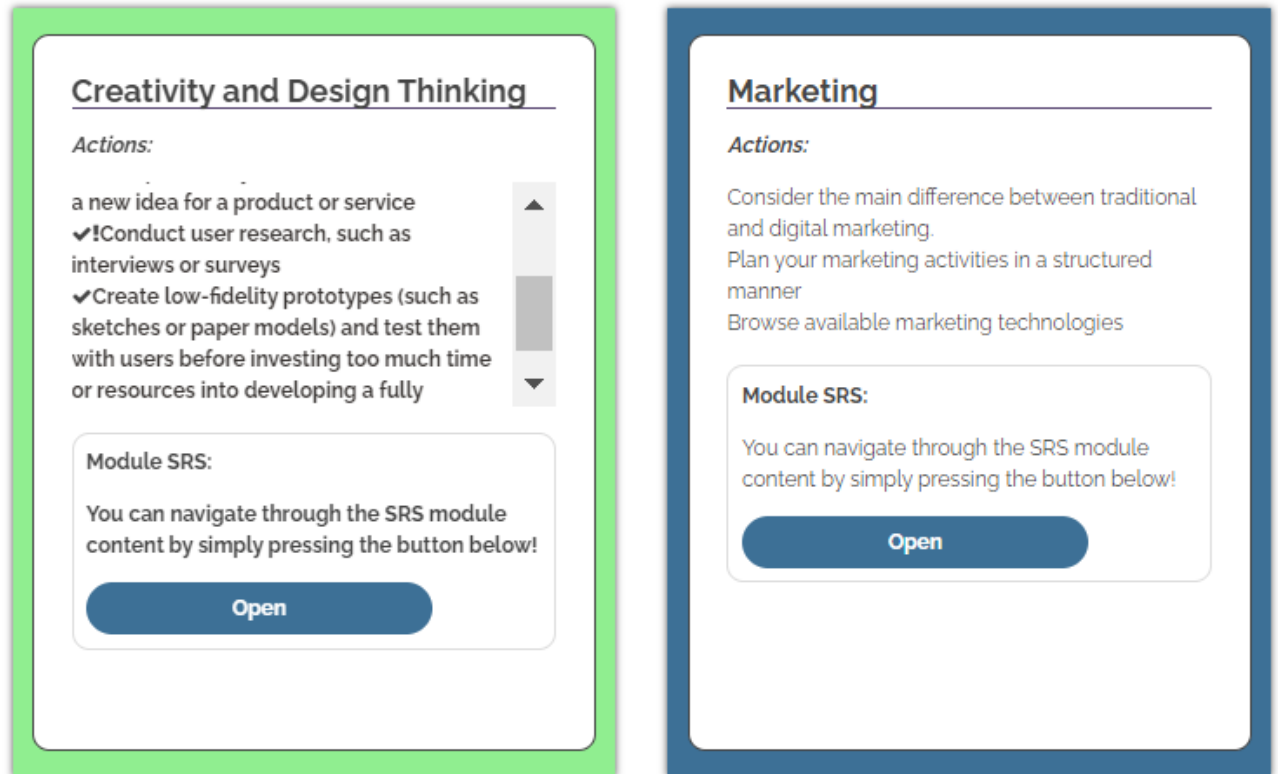 Creativity and Design Thinking
Actions:
a new idea for a product or service
✔!Conduct user research, such as
interviews or surveys
✔Create low-fidelity prototypes (such as
sketches or paper models) and test them
with users before investing too much time
or resources into developing a fully
Module SRS:
You can navigate through the SRS module
content by simply pressing the button below!
Open
Marketing
Actions:
Consider the main difference between traditional
and digital marketing.
Plan your marketing activities in a structured
manner
Browse available marketing technologies
Module SRS:
You can navigate through the SRS module
content by simply pressing the button below!
Open